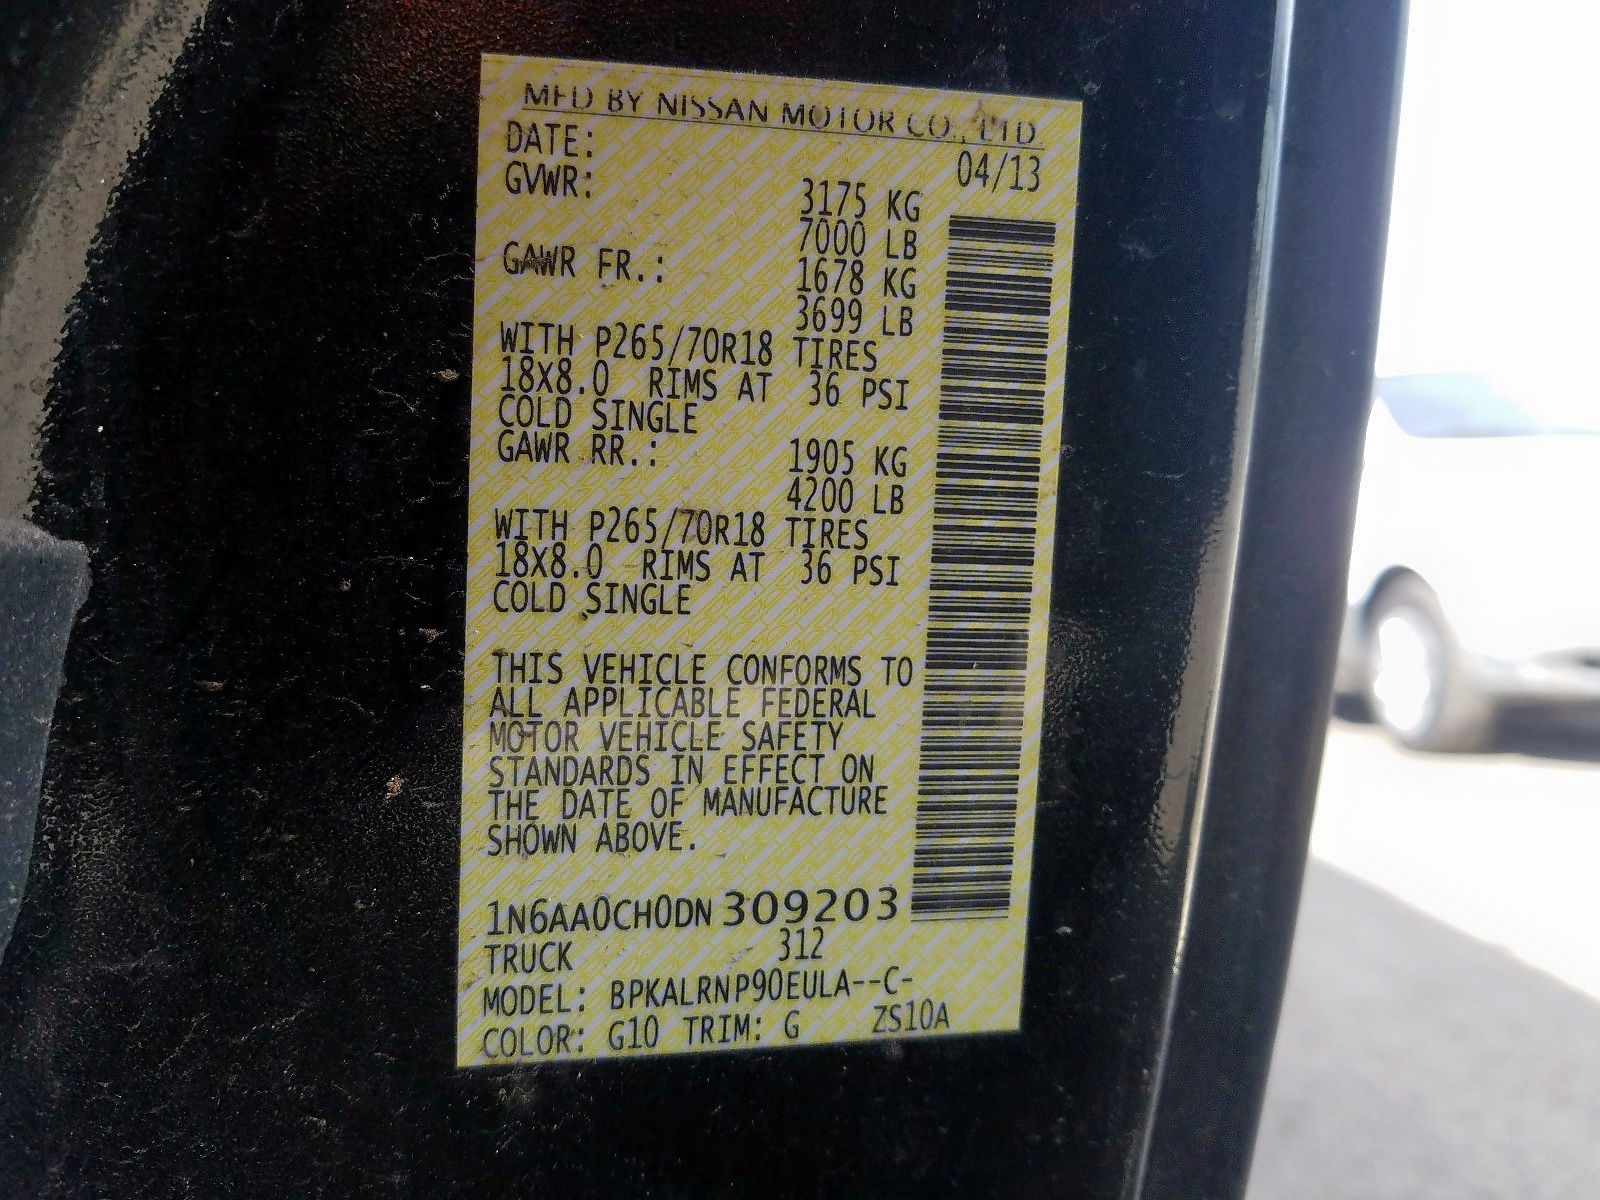 MFD BY NISSAN MOTOR CO., LTD.
DATE: 04/13
GVWR: 3175 KG
7000 LB
GAWR FR.: 1678 KG
3699 LB
WITH P265/70R18 TIRES
18X8.0 RIMS AT 36 PSI
COLD SINGLE
GAWR RR.: 1905 KG
4200 LB
WITH P265/70R18 TIRES
18X8.0 RIMS AT 36 PSI
COLD SINGLE
THIS VEHICLE CONFORMS TO
ALL APPLICABLE FEDERAL
MOTOR VEHICLE SAFETY
STANDARDS IN EFFECT ON
THE DATE OF MANUFACTURE
SHOWN ABOVE.
1N6AA0CH0DN309203
TRUCK 312
MODEL: BPKALRNP90EULA--C-
COLOR: G10 TRIM: G ZS10A